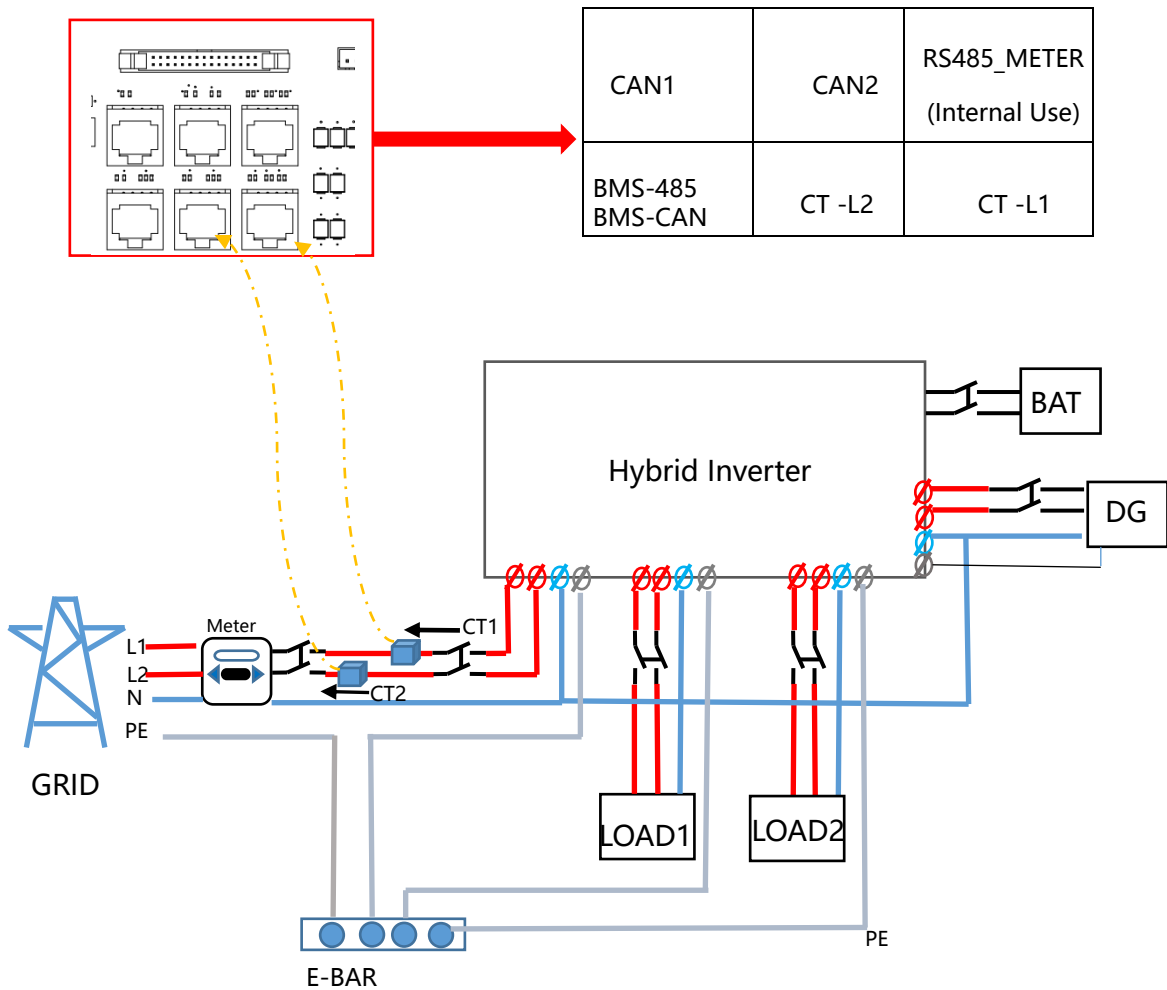 CAN1
CAN2
RS485_METER
(Internal Use)
BMS-485
BMS-CAN
CT -L2
CT -L1
Hybrid Inverter
BAT
DG
Meter
CT1
L1
L2
CT2
N
PE
GRID
LOAD1
LOAD2
PE
E-BAR